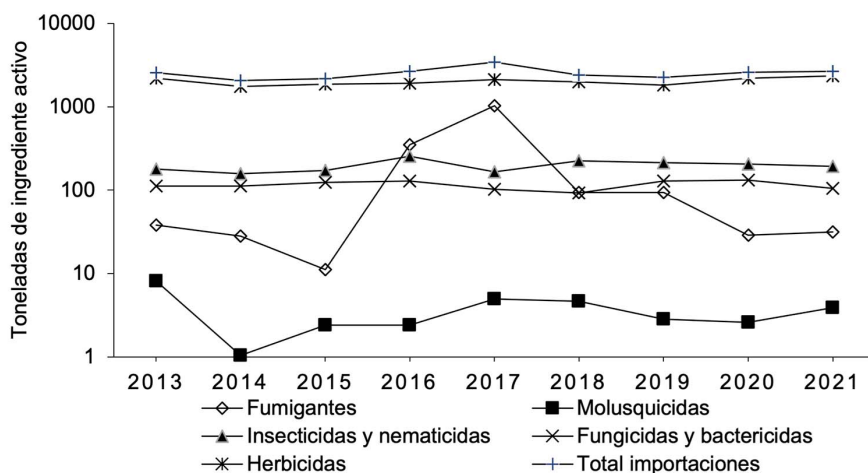 10000
1000
100
10
1
Toneladas de ingrediente activo
2013 2014 2015 2016 2017 2018 2019 2020 2021
Fumigantes Molusquicidas
Insecticidas y nematicidas Fungicidas y bactericidas
Herbicidas Total importaciones